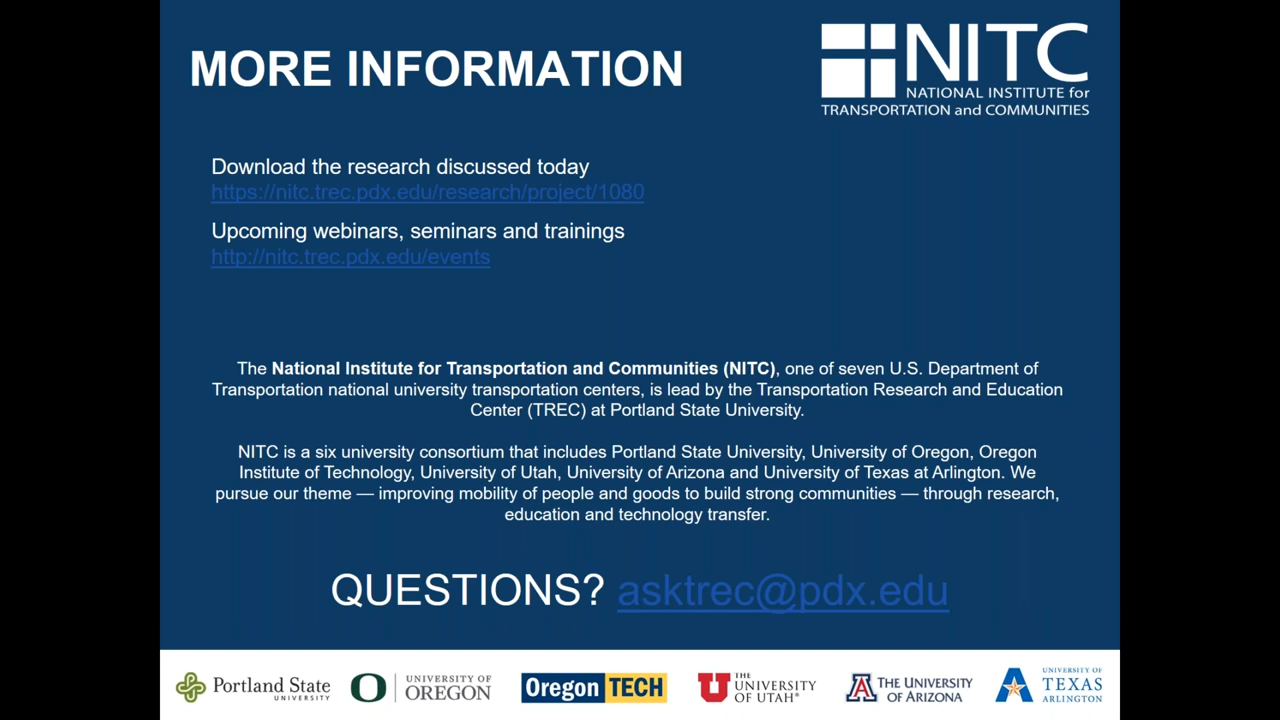 MORE INFORMATION
NITC
NATIONAL INSTITUTE for
TRANSPORTATION and COMMUNITIES
Download the research discussed today
https://nitc.trec.pdx.edu/research/project/1080
Upcoming webinars, seminars and trainings
http://nitc.trec.pdx.edu/events
The National Institute for Transportation and Communities (NITC), one of seven U.S. Department of
Transportation national university transportation centers, is lead by the Transportation Research and Education
Center (TREC) at Portland State University.
NITC is a six university consortium that includes Portland State University, University of Oregon, Oregon
Institute of Technology, University of Utah, University of Arizona and University of Texas at Arlington. We
pursue our theme — improving mobility of people and goods to build strong communities — through research,
education and technology transfer.
QUESTIONS? asktrec@pdx.edu
Portland State
UNIVERSITY
O
UNIVERSITY OF
OREGON
Oregon TECH
U
THE
UNIVERSITY
OF UTAH®
A
THE UNIVERSITY
OF ARIZONA
A
UNIVERSITY OF
TEXAS
ARLINGTON